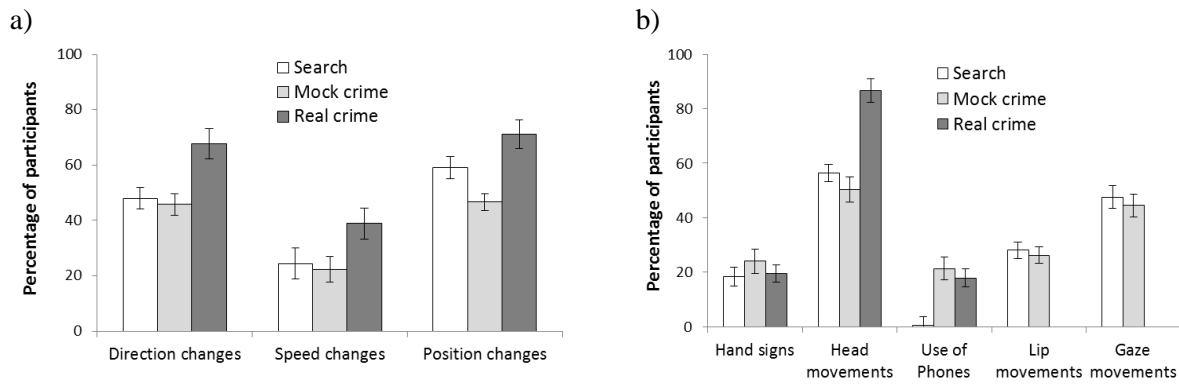 a)
Percentage of participants
100
80
60
40
20
0
Search
Mock crime
Real crime
Direction changes
Speed changes
Position changes
b)
Percentage of participants
100
80
60
40
20
0
Search
Mock crime
Real crime
Hand signs
Head
movements
Use of
Phones
Lip
movements
Gaze
movements